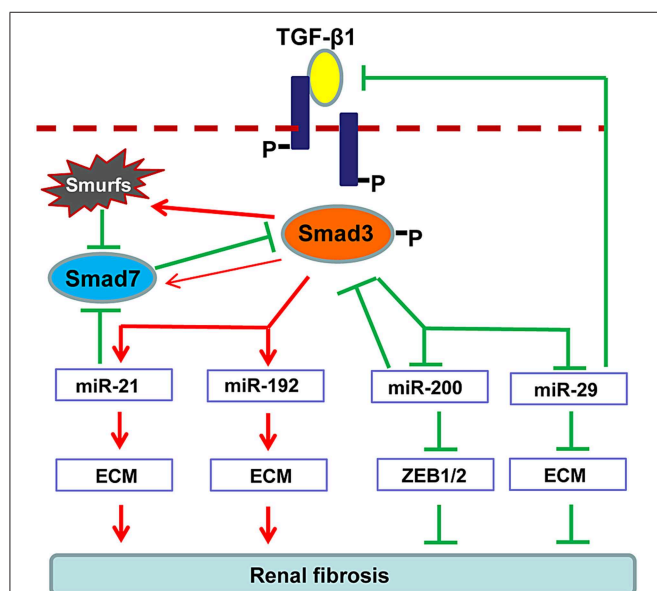 TGF-β1
P
P
Smurfs
Smad3
P
Smad7
miR-21
miR-192
miR-200
miR-29
ECM
ECM
ZEB1/2
ECM
Renal fibrosis